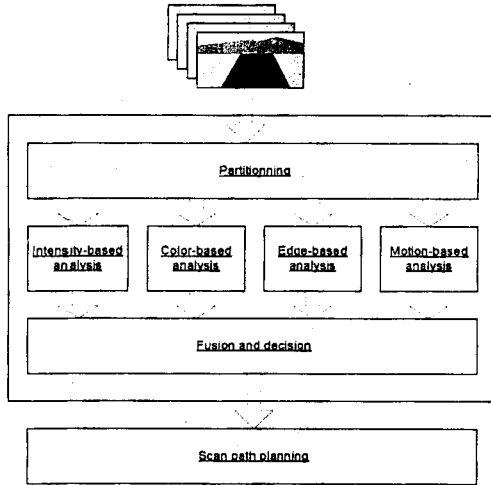 Partitionning
Intensity-based
analysis
Color-based
analysis
Edge-based
analysis
Motion-based
analysis
Fusion and decision
Scan path planning